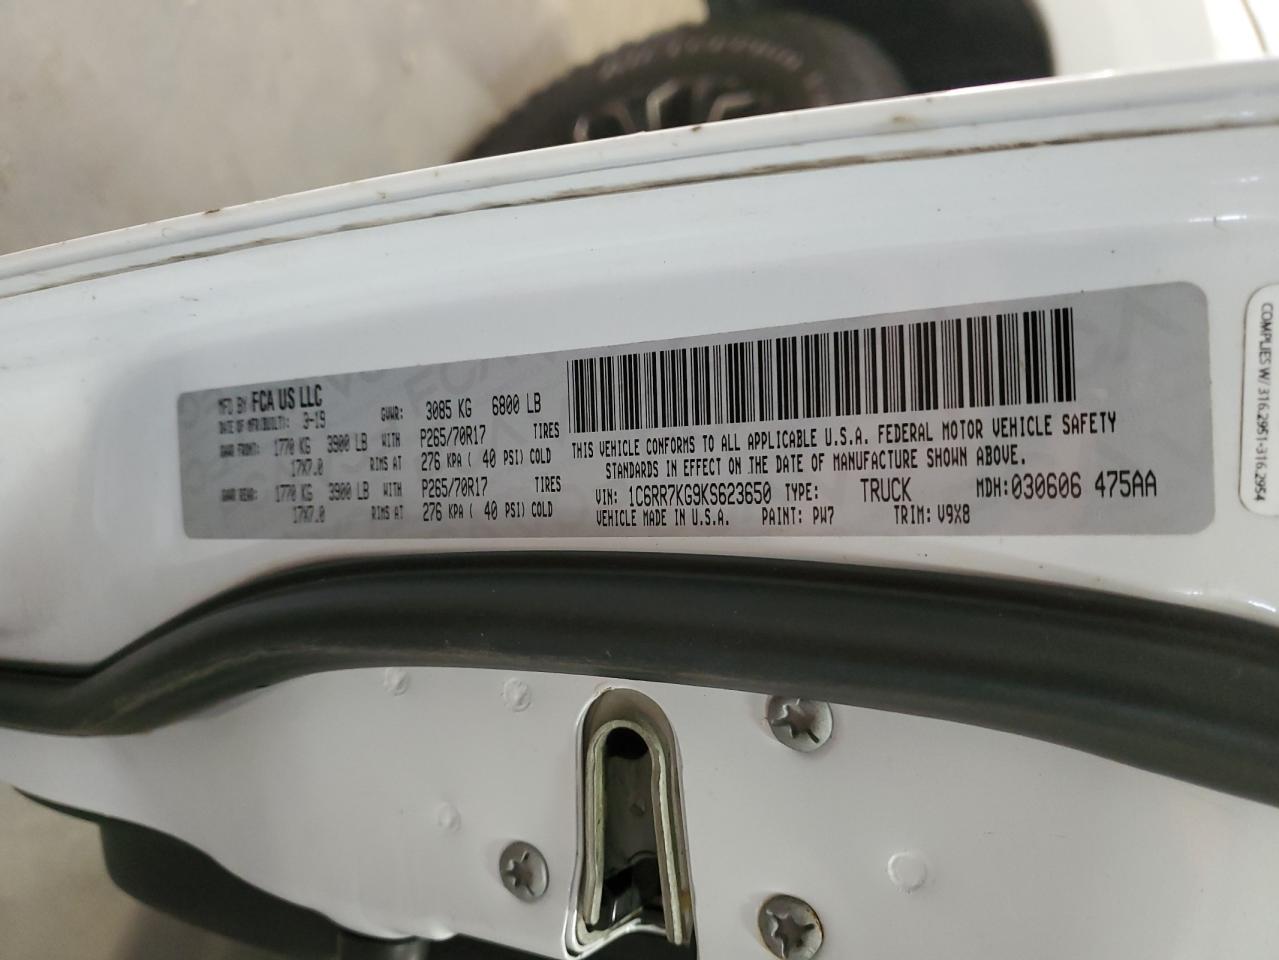 MFD BY FCA US LLC
DATE OF MFR(BUILT): 3-19 GVWR: 3085 KG 6800 LB
GAWR FRONT: 1770 KG 3900 LB WITH P265/70R17 TIRES
17X7.0 RIMS AT 276 KPA ( 40 PSI) COLD
GAWR REAR: 1770 KG 3900 LB WITH P265/70R17 TIRES
17X7.0 RIMS AT 276 KPA ( 40 PSI) COLD
THIS VEHICLE CONFORMS TO ALL APPLICABLE U.S.A. FEDERAL MOTOR VEHICLE SAFETY
STANDARDS IN EFFECT ON THE DATE OF MANUFACTURE SHOWN ABOVE.
VIN: 1C6RR7KG9KS623650 TYPE: TRUCK MDH:030606 475AA
VEHICLE MADE IN U.S.A. PAINT: PW7 TRIM: V9X8
COMPLIES W/ 316.2951-316.2954